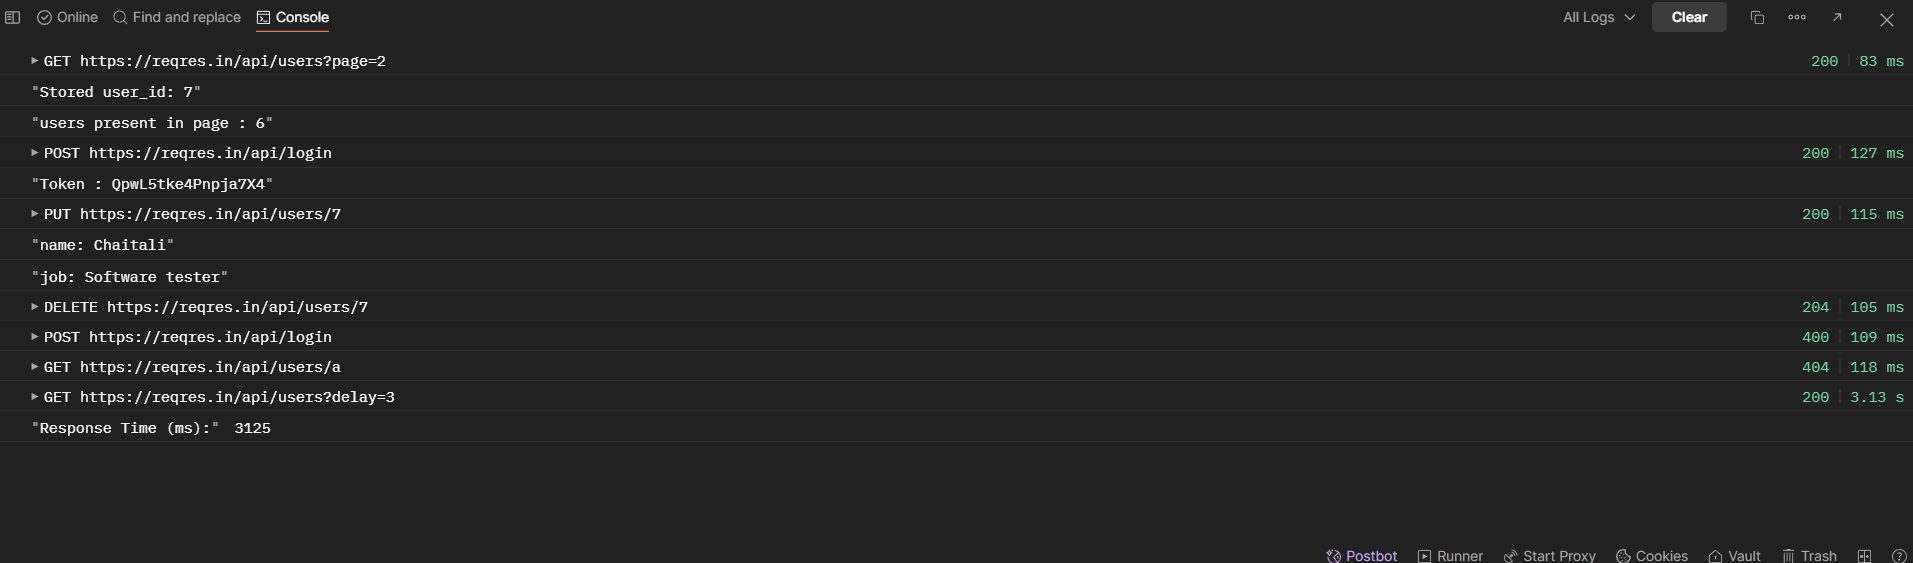 Online Find and replace Console All Logs Clear
GET https://reqres.in/api/users?page=2 200 83 ms
"Stored user_id: 7"
"users present in page : 6"
POST https://reqres.in/api/login 200 127 ms
"Token : QpwL5tke4Pnpja7X4"
PUT https://reqres.in/api/users/7 200 115 ms
"name: Chaitali"
"job: Software tester"
DELETE https://reqres.in/api/users/7 204 105 ms
POST https://reqres.in/api/login 400 109 ms
GET https://reqres.in/api/users/a 404 118 ms
GET https://reqres.in/api/users?delay=3 200 3.13 s
"Response Time (ms):" 3125
Postbot Runner Start Proxy Cookies Vault Trash